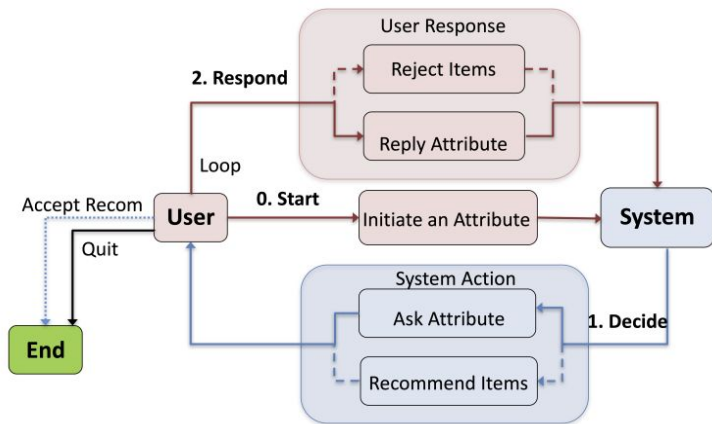 User Response
2. Respond
Reject Items
Reply Attribute
Loop
Accept Recom
User
0. Start
Initiate an Attribute
System
Quit
System Action
Ask Attribute
1. Decide
End
Recommend Items